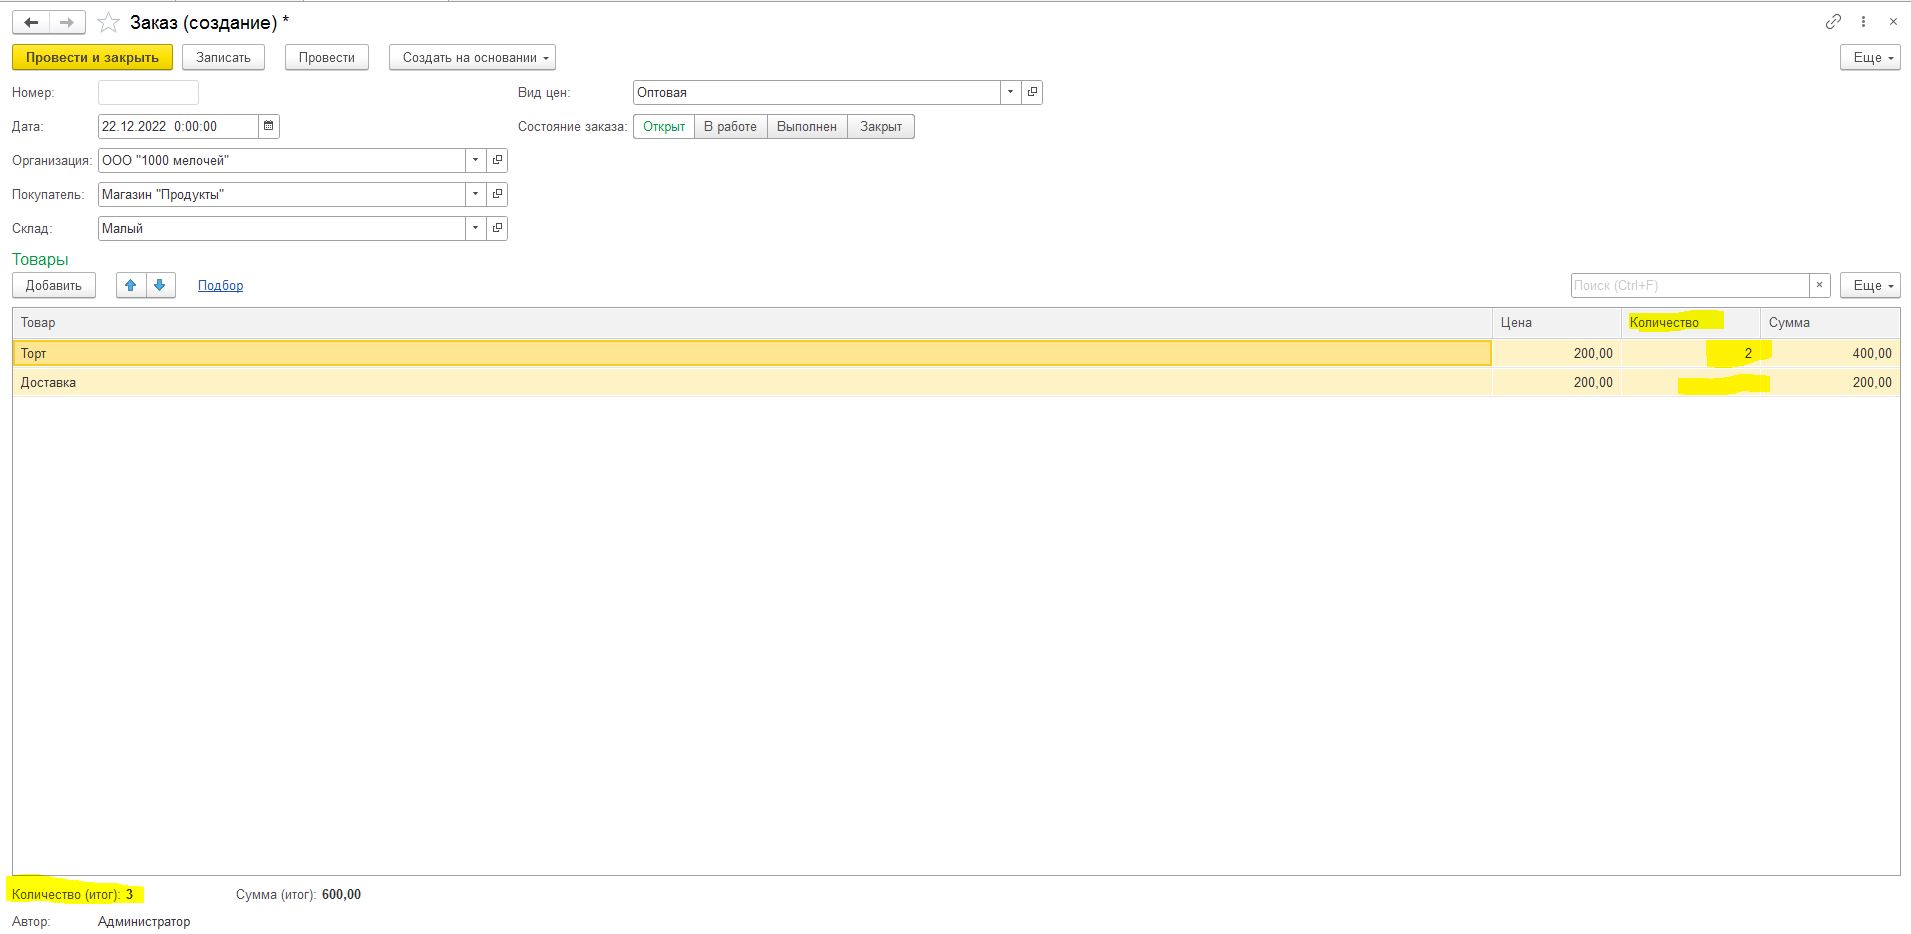 Заказ (создание) *
Провести и закрыть Записать Провести Создать на основании Еще
Номер: Вид цен: Оптовая
Дата: 22.12.2022 0:00:00 Состояние заказа: Открыт В работе Выполнен Закрыт
Организация: ООО "1000 мелочей"
Покупатель: Магазин "Продукты"
Склад: Малый
Товары
Добавить Подбор Поиск (Ctrl+F) × Еще
Товар Цена Количество Сумма
Торт 200,00 2 400,00
Доставка 200,00 200,00
Количество (итог): 3 Сумма (итог): 600,00
Автор: Администратор